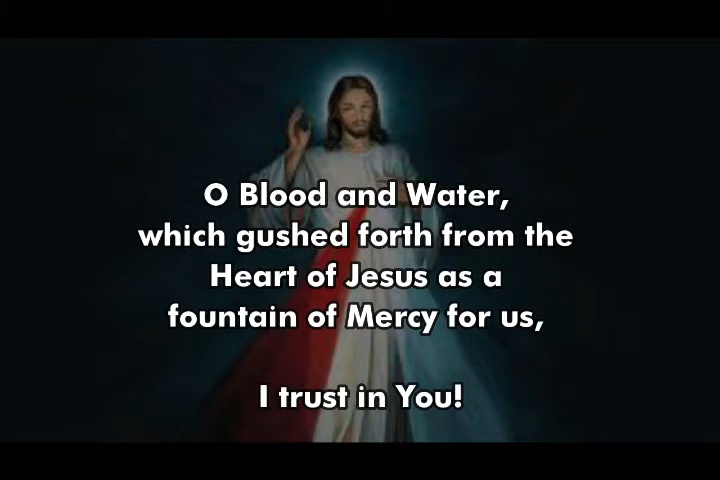 O Blood and Water,
which gushed forth from the
Heart of Jesus as a
fountain of Mercy for us,
I trust in You!